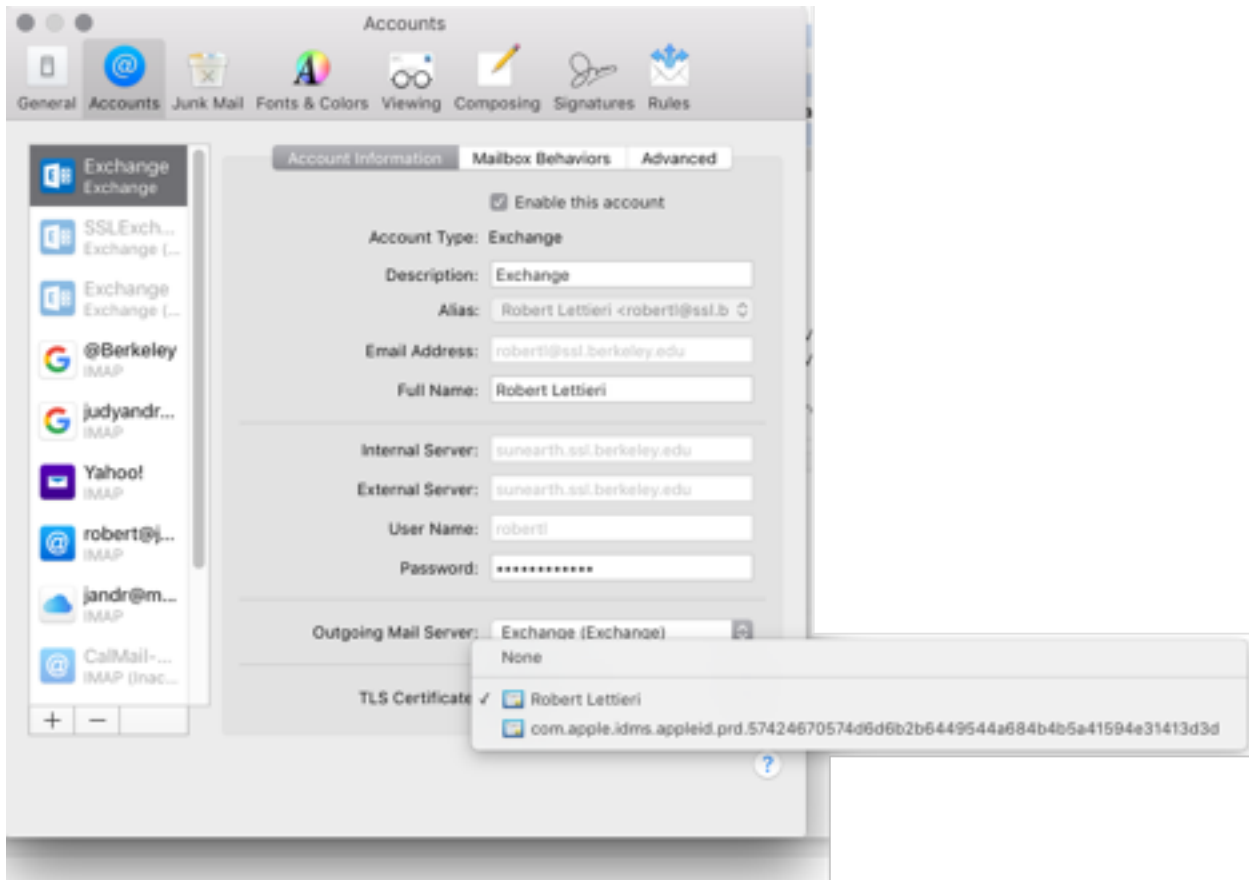 Accounts
General Accounts Junk Mail Fonts & Colors Viewing Composing Signatures Rules
Exchange
Exchange
SSLExch...
Exchange (...
Exchange
Exchange (...
@Berkeley
IMAP
judyandr...
IMAP
Yahoo!
IMAP
robert@j...
IMAP
jandr@m...
IMAP
CalMail-...
IMAP (Inac...
Account Information Mailbox Behaviors Advanced
Enable this account
Account Type: Exchange
Description: Exchange
Alias: Robert Lettieri <robertl@ssl.b
Email Address: robertl@ssl.berkeley.edu
Full Name: Robert Lettieri
Internal Server: sunearth.ssl.berkeley.edu
External Server: sunearth.ssl.berkeley.edu
User Name: robertl
Password: ••••••••••••
Outgoing Mail Server: Exchange (Exchange)
None
TLS Certificate ✓ Robert Lettieri
com.apple.idms.appleid.prd.57424670574d6d6b2b6449544a684b4b5a41594e31413d3d
?